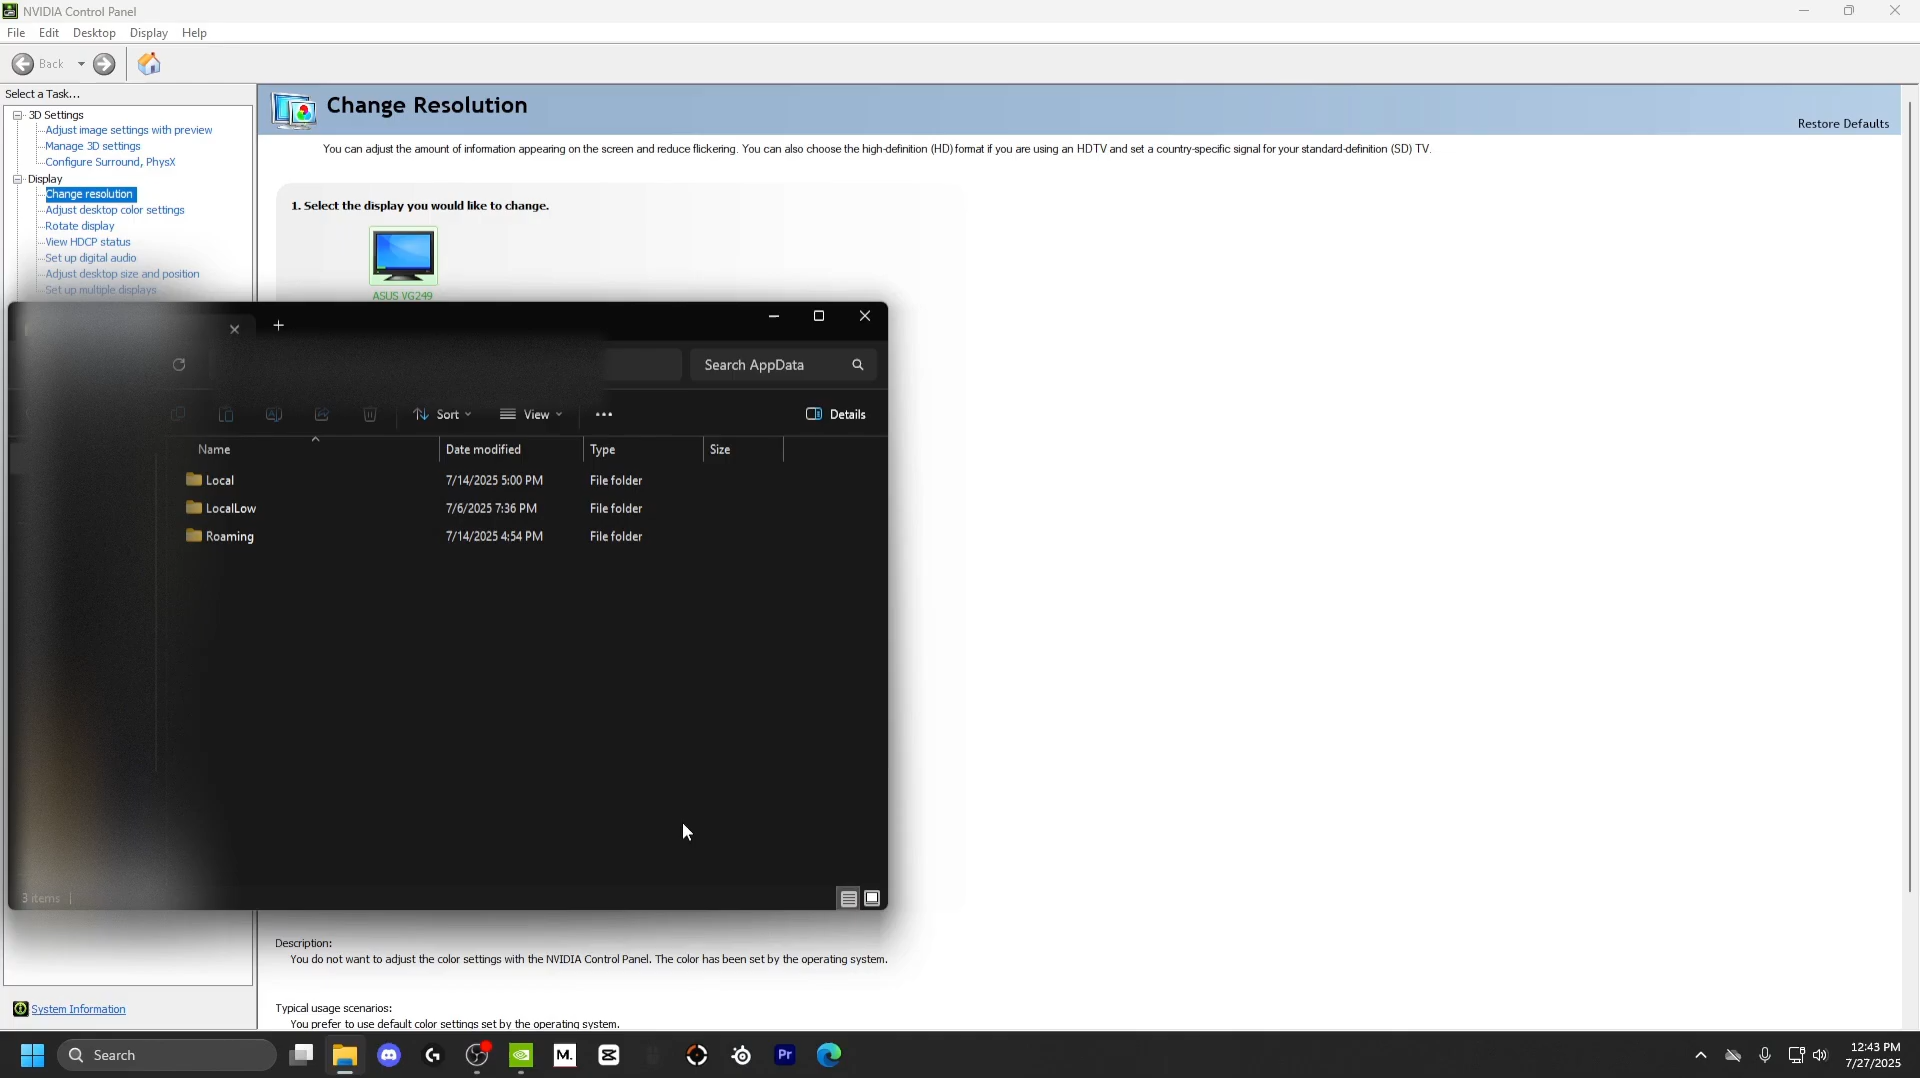 NVIDIA Control Panel
File Edit Desktop Display Help
Back
Select a Task...
3D Settings
Adjust image settings with preview
Manage 3D settings
Configure Surround, PhysX
Display
Change resolution
Adjust desktop color settings
Rotate display
View HDCP status
Set up digital audio
Adjust desktop size and position
Set up multiple displays
Change Resolution
Restore Defaults
You can adjust the amount of information appearing on the screen and reduce flickering. You can also choose the high-definition (HD) format if you are using an HDTV and set a country-specific signal for your standard-definition (SD) TV.
1. Select the display you would like to change.
ASUS VG249
Search AppData
Sort View ••• Details
Name Date modified Type Size
Local 7/14/2025 5:00 PM File folder
LocalLow 7/6/2025 7:36 PM File folder
Roaming 7/14/2025 4:54 PM File folder
3 items
Description:
You do not want to adjust the color settings with the NVIDIA Control Panel. The color has been set by the operating system.
Typical usage scenarios:
You prefer to use default color settings set by the operating system.
System Information
Search
M.
Pr
12:43 PM
7/27/2025